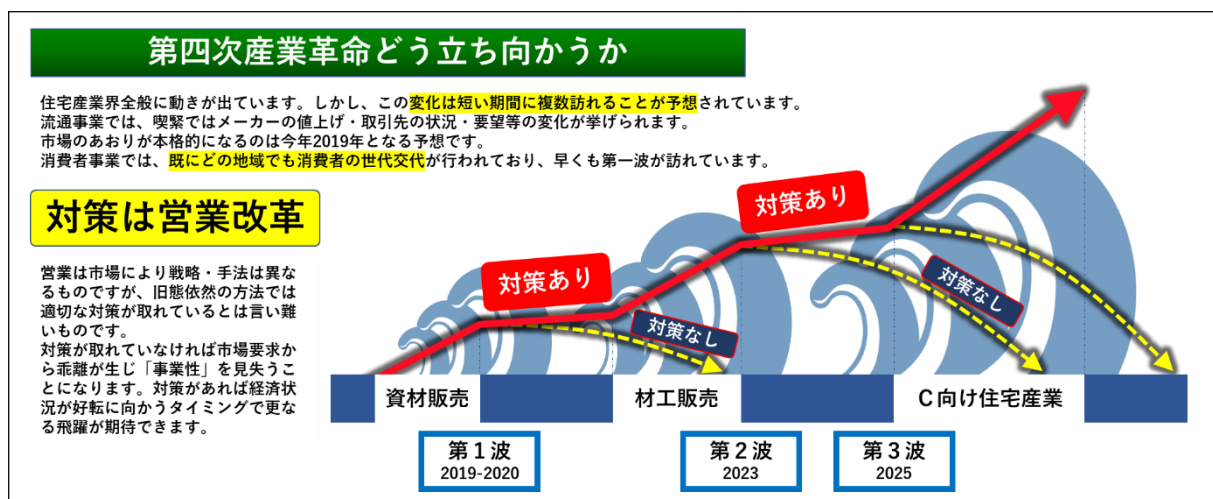 第四次産業革命どう立ち向かうか
住宅産業界全般に動きが出ています。しかし、この変化は短い期間に複数訪れることが予想されています。
流通事業では、喫緊ではメーカーの値上げ・取引先の状況・要望等の変化が挙げられます。
市場のあおりが本格的になるのは今年2019年となる予想です。
消費者事業では、既にどの地域でも消費者の世代交代が行われており、早くも第一波が訪れています。
対策は営業改革
営業は市場により戦略・手法は異な
るものですが、旧態依然の方法では
適切な対策が取れているとは言い難
いものです。
対策が取れていなければ市場要求か
ら乖離が生じ「事業性」を見失うこ
とになります。対策があれば経済状
況が好転に向かうタイミングで更な
る飛躍が期待できます。
対策あり
対策あり
対策なし
対策なし
資材販売
材工販売
C向け住宅産業
第1波
2019-2020
第2波
2023
第3波
2025